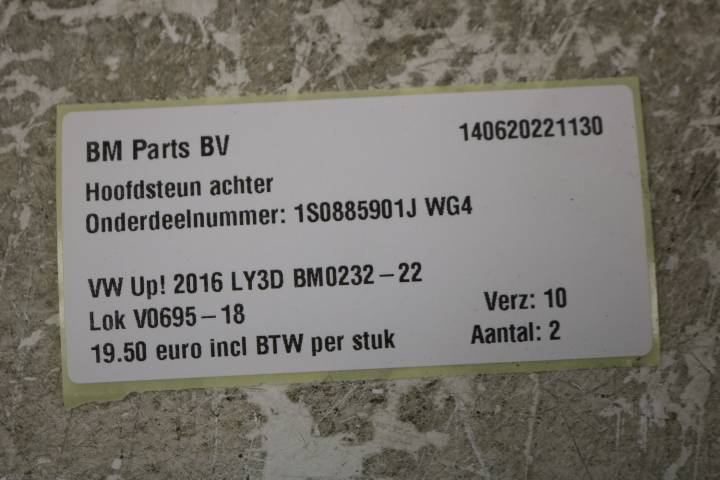 BM Parts BV 140620221130
Hoofdsteun achter
Onderdeelnummer: 1S0885901J WG4
VW Up! 2016 LY3D BM0232-22
Lok V0695-18 Verz: 10
19.50 euro incl BTW per stuk Aantal: 2